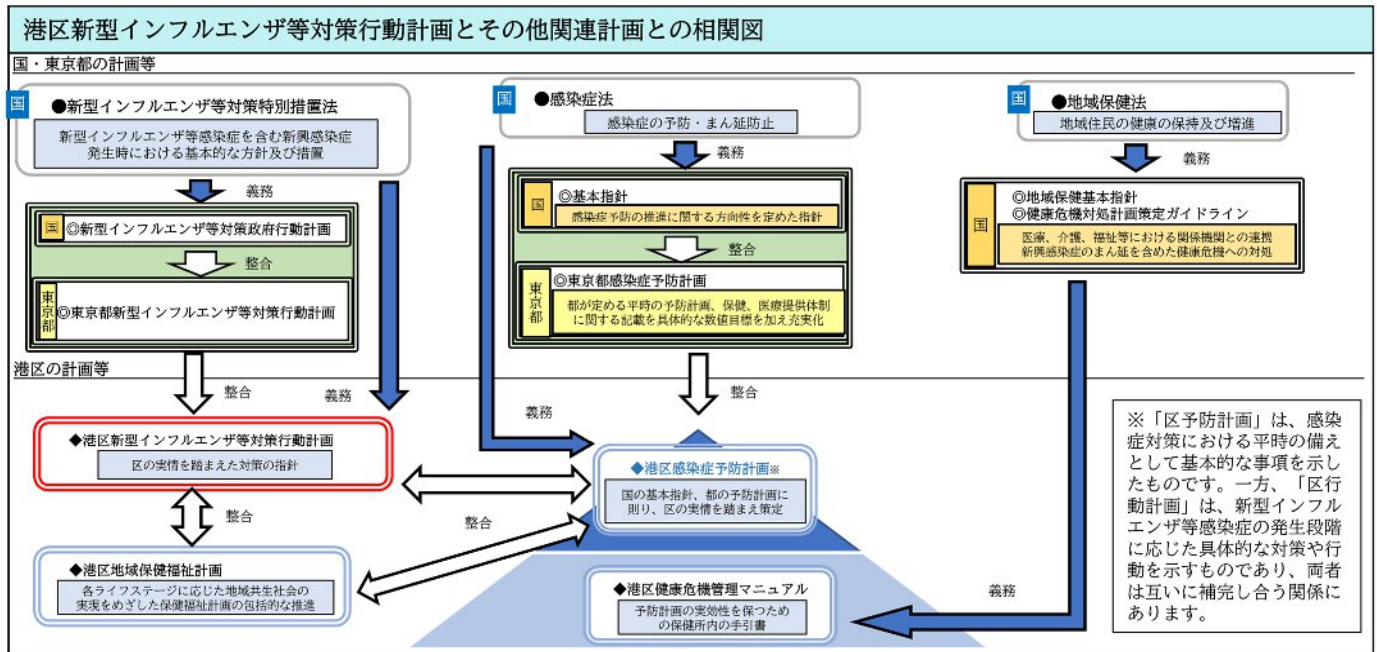 港区新型インフルエンザ等対策行動計画とその他関連計画との相関図
国・東京都の計画等
国
●新型インフルエンザ等対策特別措置法
新型インフルエンザ等感染症を含む新興感染症
発生時における基本的な方針及び措置
義務
国
◎新型インフルエンザ等対策政府行動計画
整合
東京都
◎東京都新型インフルエンザ等対策行動計画
国
●感染症法
感染症の予防・まん延防止
義務
国
◎基本指針
感染症予防の推進に関する方向性を定めた指針
整合
東京都
◎東京都感染症予防計画
都が定める平時の予防計画、保健、医療提供体制
に関する記載を具体的な数値目標を加え充実化
国
●地域保健法
地域住民の健康の保持及び増進
義務
国
◎地域保健基本指針
◎健康危機対処計画策定ガイドライン
医療、介護、福祉等における関係機関との連携
新興感染症のまん延を含めた健康危機への対処
港区の計画等
整合
義務
義務
整合
◆港区新型インフルエンザ等対策行動計画
区の実情を踏まえた対策の指針
整合
整合
◆港区地域保健福祉計画
各ライフステージに応じた地域共生社会の
実現をめざした保健福祉計画の包括的な推進
◆港区感染症予防計画※
国の基本指針、都の予防計画に
則り、区の実情を踏まえ策定
◆港区健康危機管理マニュアル
予防計画の実効性を保つため
の保健所内の手引書
義務
※「区予防計画」は、感染
症対策における平時の備え
として基本的な事項を示し
たものです。一方、「区行
動計画」は、新型インフル
エンザ等感染症の発生段階
に応じた具体的な対策や行
動を示すものであり、両者
は互いに補完し合う関係に
あります。